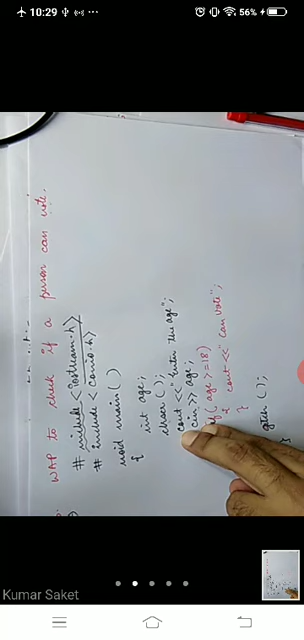 10:29
56%
WAP to check if a person can vote.
# include <iostream.h>
# include <conio.h>
void main ( )
{ int age;
clrscr ( );
cout << "Enter the age";
cin >> age;
if ( age >= 18)
{ cout << " can vote";
}
getch ( );
}
Kumar Saket